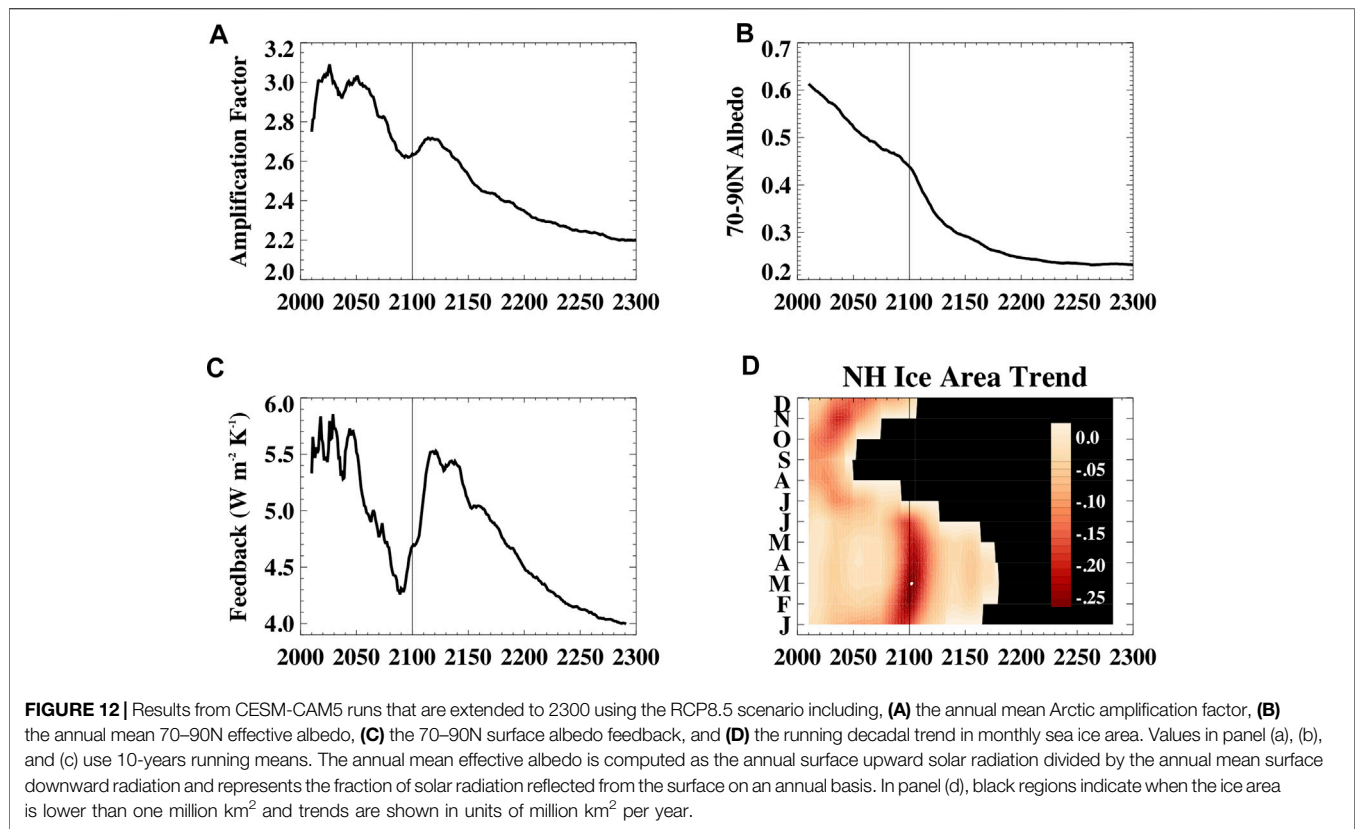 A
3.2
3.0
2.8
2.6
2.4
2.2
2.0
Amplification Factor
2000 2050 2100 2150 2200 2250 2300
B
0.7
0.6
0.5
0.4
0.3
0.2
70-90N Albedo
2000 2050 2100 2150 2200 2250 2300
C
6.0
5.5
5.0
4.5
4.0
Feedback (W m⁻² K⁻¹)
2000 2050 2100 2150 2200 2250 2300
D
NH Ice Area Trend
D
N
O
S
A
J
J
M
A
M
F
J
0.0
-.05
-.10
-.15
-.20
-.25
2000 2050 2100 2150 2200 2250 2300
FIGURE 12 | Results from CESM-CAM5 runs that are extended to 2300 using the RCP8.5 scenario including, (A) the annual mean Arctic amplification factor, (B)
the annual mean 70–90N effective albedo, (C) the 70–90N surface albedo feedback, and (D) the running decadal trend in monthly sea ice area. Values in panel (a), (b),
and (c) use 10-years running means. The annual mean effective albedo is computed as the annual surface upward solar radiation divided by the annual mean surface
downward radiation and represents the fraction of solar radiation reflected from the surface on an annual basis. In panel (d), black regions indicate when the ice area
is lower than one million km² and trends are shown in units of million km² per year.